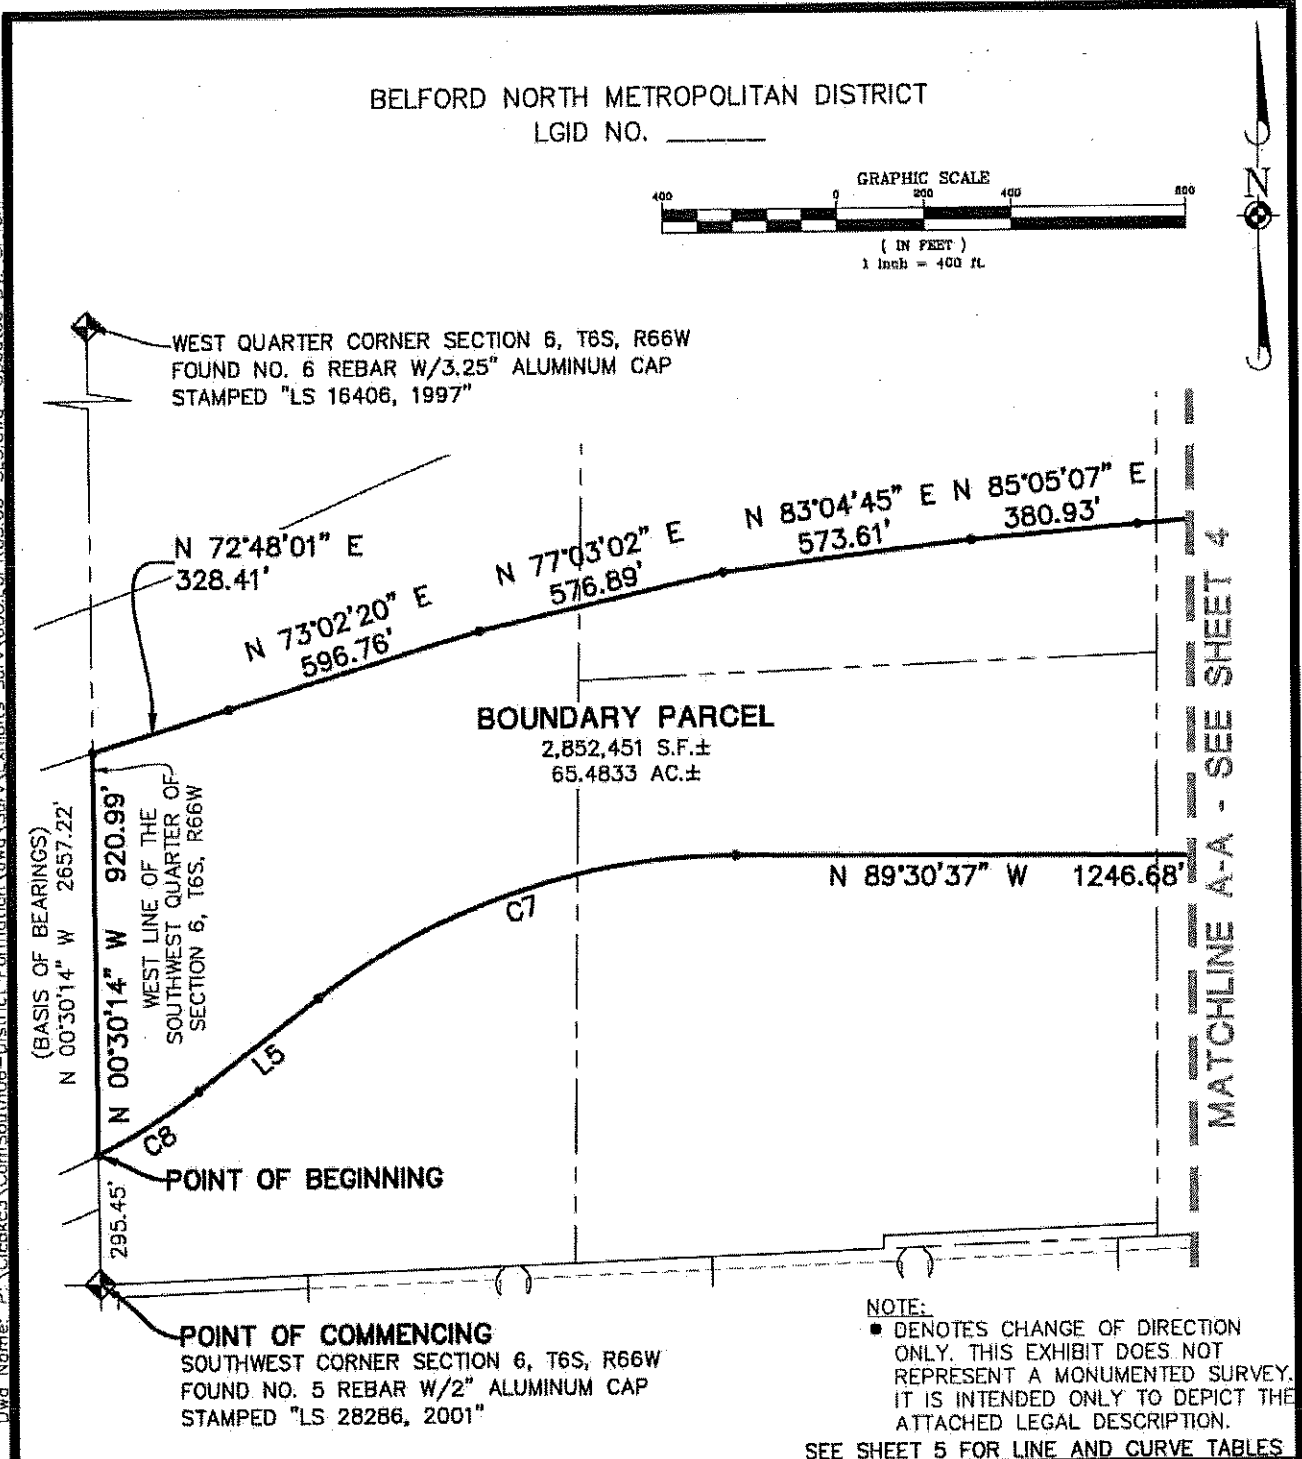 BELFORD NORTH METROPOLITAN DISTRICT
LGID NO. ______
GRAPHIC SCALE
400 0 200 400 800
( IN FEET )
1 inch = 400 ft.
N
WEST QUARTER CORNER SECTION 6, T6S, R66W
FOUND NO. 6 REBAR W/3.25" ALUMINUM CAP
STAMPED "LS 16406, 1997"
N 72°48'01" E
328.41'
N 73°02'20" E
596.76'
N 77°03'02" E
576.89'
N 83°04'45" E
573.61'
N 85°05'07" E
380.93'
BOUNDARY PARCEL
2,852,451 S.F.±
65.4833 AC.±
(BASIS OF BEARINGS)
N 00°30'14" W 2657.22'
N 00°30'14" W 920.99'
WEST LINE OF THE
SOUTHWEST QUARTER OF
SECTION 6, T6S, R66W
C7
N 89°30'37" W 1246.68'
L5
C8
MATCHLINE A-A - SEE SHEET 4
POINT OF BEGINNING
295.45'
POINT OF COMMENCING
SOUTHWEST CORNER SECTION 6, T6S, R66W
FOUND NO. 5 REBAR W/2" ALUMINUM CAP
STAMPED "LS 28286, 2001"
NOTE:
● DENOTES CHANGE OF DIRECTION
ONLY. THIS EXHIBIT DOES NOT
REPRESENT A MONUMENTED SURVEY.
IT IS INTENDED ONLY TO DEPICT THE
ATTACHED LEGAL DESCRIPTION.
SEE SHEET 5 FOR LINE AND CURVE TABLES